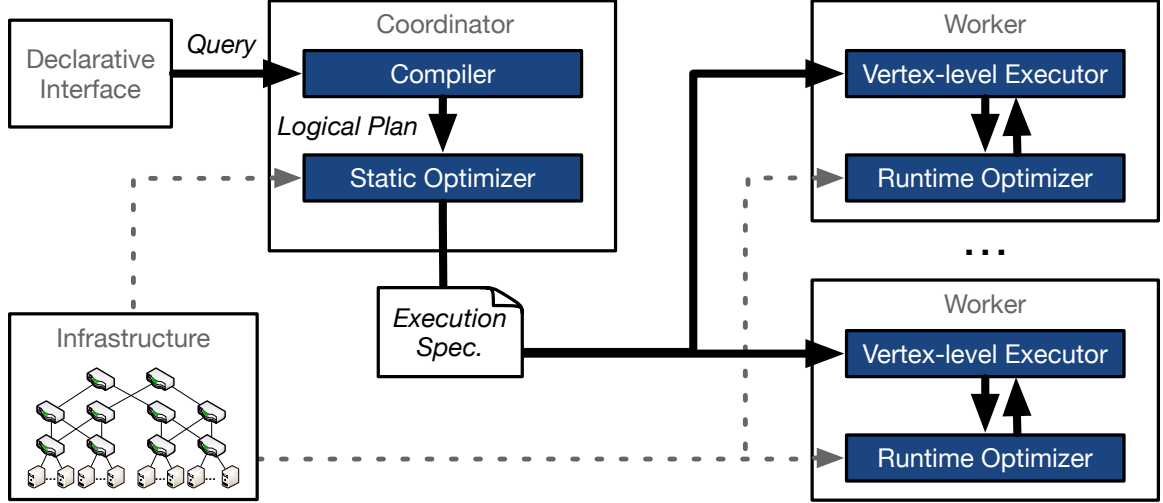 Declarative
Interface
Query
Coordinator
Compiler
Logical Plan
Static Optimizer
Execution
Spec.
Infrastructure
Worker
Vertex-level Executor
Runtime Optimizer
...
Worker
Vertex-level Executor
Runtime Optimizer